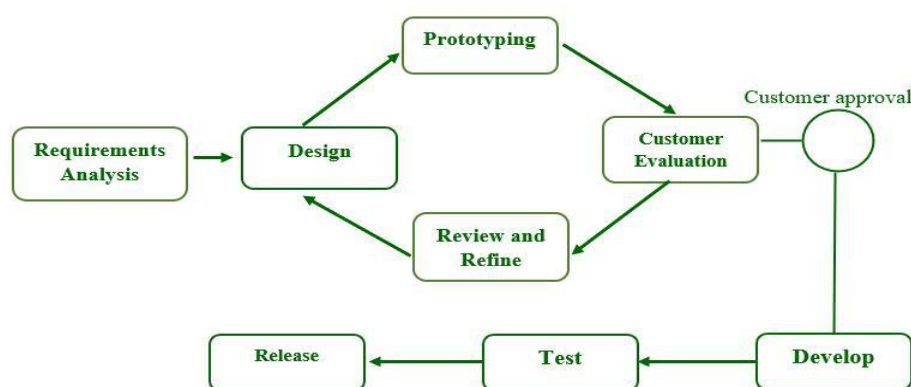 Prototyping
Customer approval
Requirements
Analysis
Design
Customer
Evaluation
Review and
Refine
Release
Test
Develop